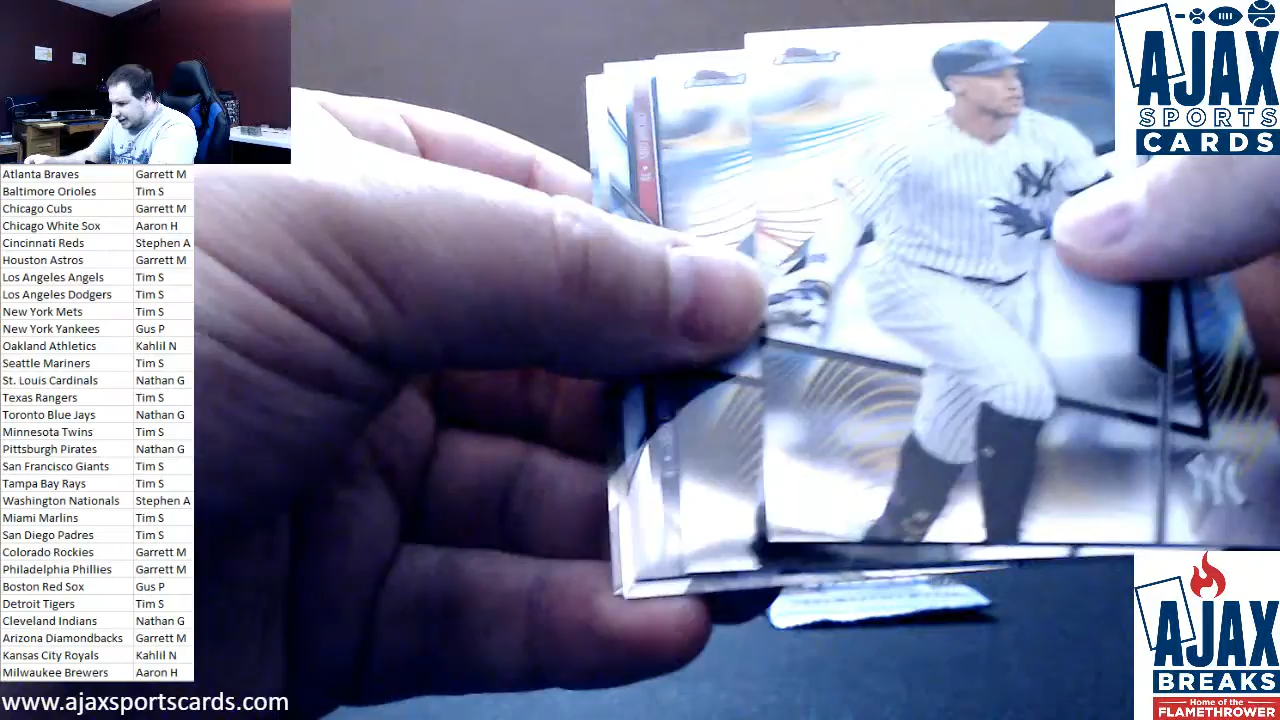 Atlanta Braves Garrett M
Baltimore Orioles Tim S
Chicago Cubs Garrett M
Chicago White Sox Aaron H
Cincinnati Reds Stephen A
Houston Astros Garrett M
Los Angeles Angels Tim S
Los Angeles Dodgers Tim S
New York Mets Tim S
New York Yankees Gus P
Oakland Athletics Kahlil N
Seattle Mariners Tim S
St. Louis Cardinals Nathan G
Texas Rangers Tim S
Toronto Blue Jays Nathan G
Minnesota Twins Tim S
Pittsburgh Pirates Nathan G
San Francisco Giants Tim S
Tampa Bay Rays Tim S
Washington Nationals Stephen A
Miami Marlins Tim S
San Diego Padres Tim S
Colorado Rockies Garrett M
Philadelphia Phillies Garrett M
Boston Red Sox Gus P
Detroit Tigers Tim S
Cleveland Indians Nathan G
Arizona Diamondbacks Garrett M
Kansas City Royals Kahlil N
Milwaukee Brewers Aaron H
www.ajaxsportscards.com
AJAX
SPORTS
CARDS
NY
NY
AJAX
BREAKS
Home of the
FLAMETHROWER